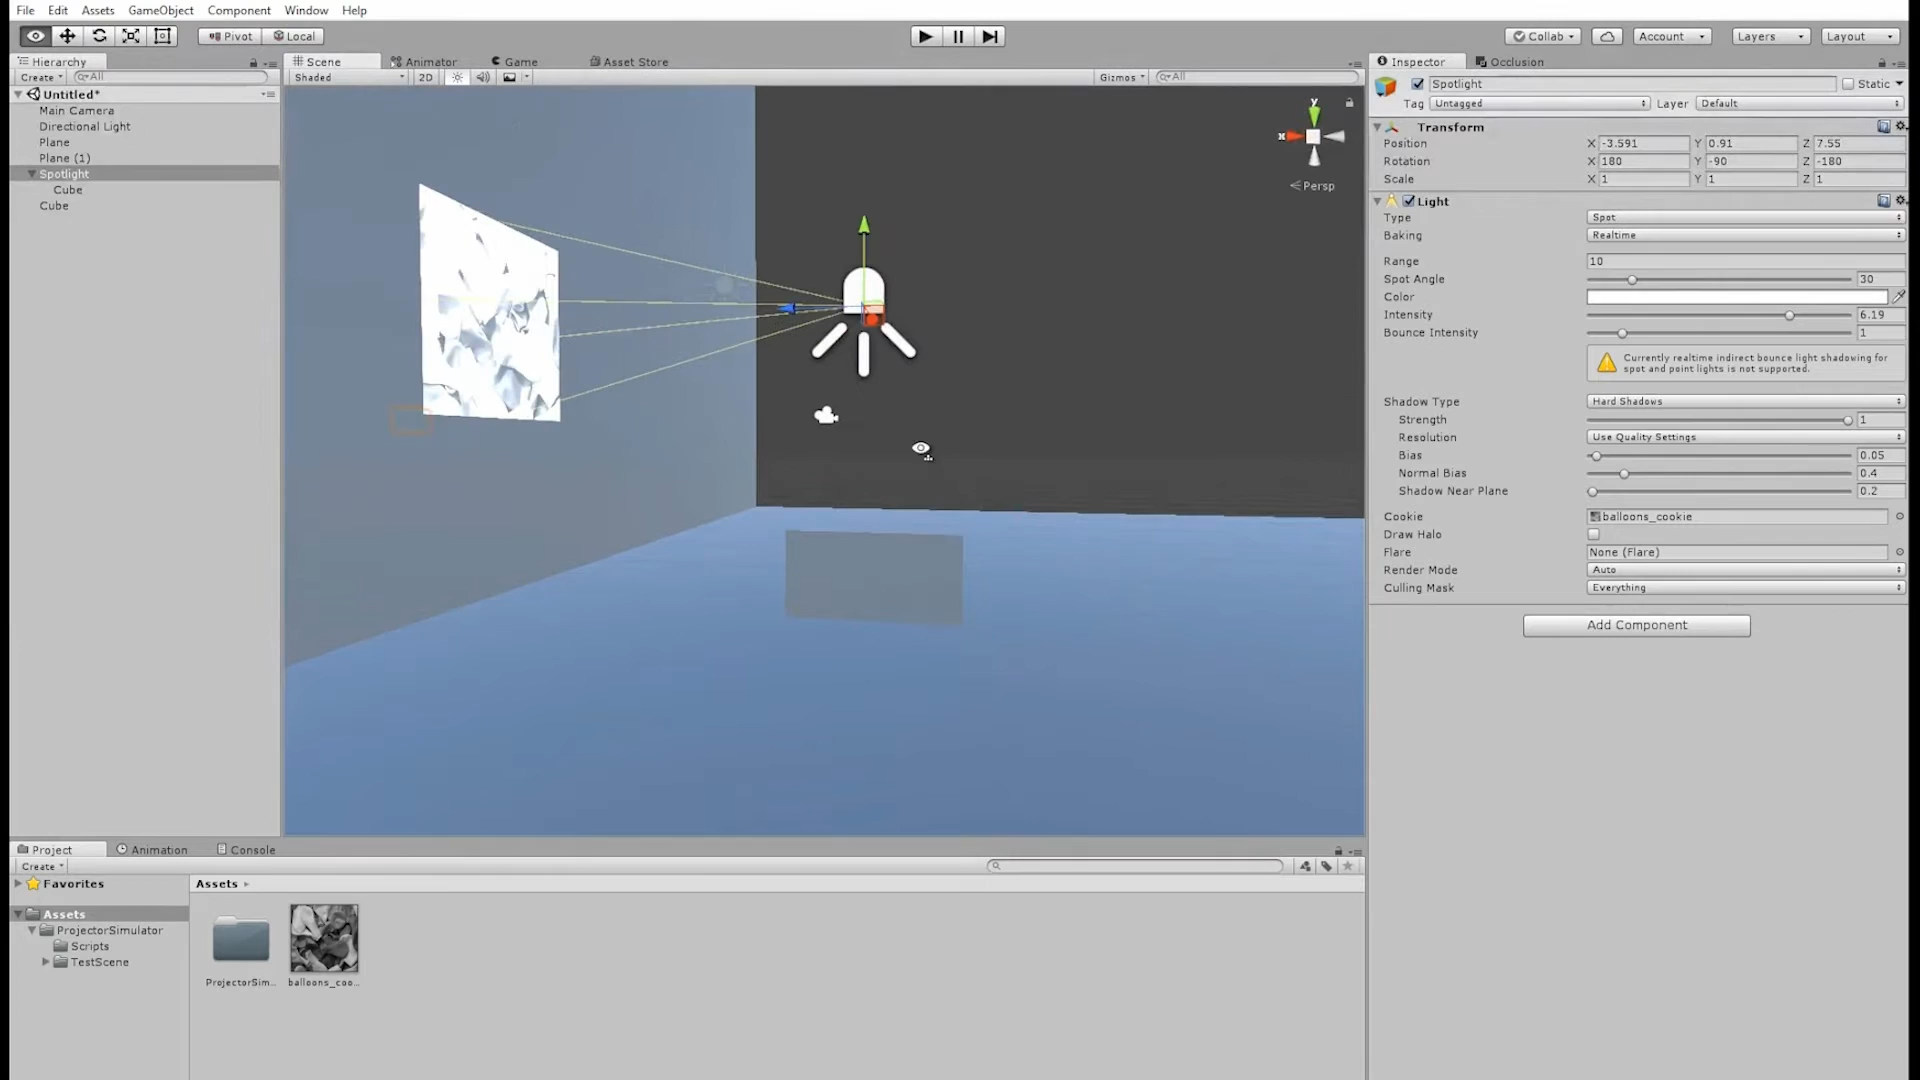 File Edit Assets GameObject Component Window Help
Pivot Local Collab Account Layers Layout
Hierarchy
Create All
Untitled*
Main Camera
Directional Light
Plane
Plane (1)
Spotlight
Cube
Cube
Scene Animator Game Asset Store
Shaded 2D Gizmos All
y
x
Persp
Inspector Occlusion
Spotlight Static
Tag Untagged Layer Default
Transform
Position X -3.591 Y 0.91 Z 7.55
Rotation X 180 Y -90 Z -180
Scale X 1 Y 1 Z 1
Light
Type Spot
Baking Realtime
Range 10
Spot Angle 30
Color
Intensity 6.19
Bounce Intensity 1
Currently realtime indirect bounce light shadowing for
spot and point lights is not supported.
Shadow Type Hard Shadows
Strength 1
Resolution Use Quality Settings
Bias 0.05
Normal Bias 0.4
Shadow Near Plane 0.2
Cookie balloons_cookie
Draw Halo
Flare None (Flare)
Render Mode Auto
Culling Mask Everything
Add Component
Project Animation Console
Create
Favorites
Assets
ProjectorSimulator
Scripts
TestScene
Assets
ProjectorSim...
balloons_coo...